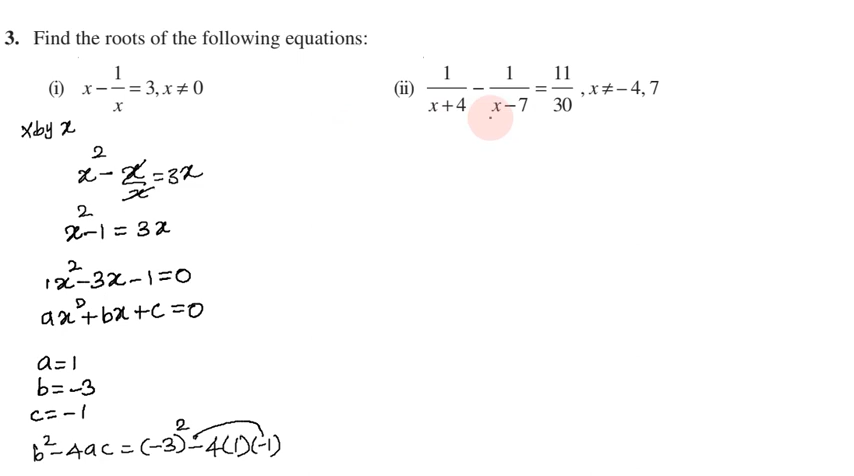 3. Find the roots of the following equations:
(i) x − 1/x = 3, x ≠ 0
(ii) 1/(x+4) − 1/(x−7) = 11/30 , x ≠ − 4, 7
× by x
x² − x/x = 3x
x² − 1 = 3x
1x² − 3x − 1 = 0
ax² + bx + c = 0
a = 1
b = −3
c = −1
b² − 4ac = (−3)² − 4(1)(−1)